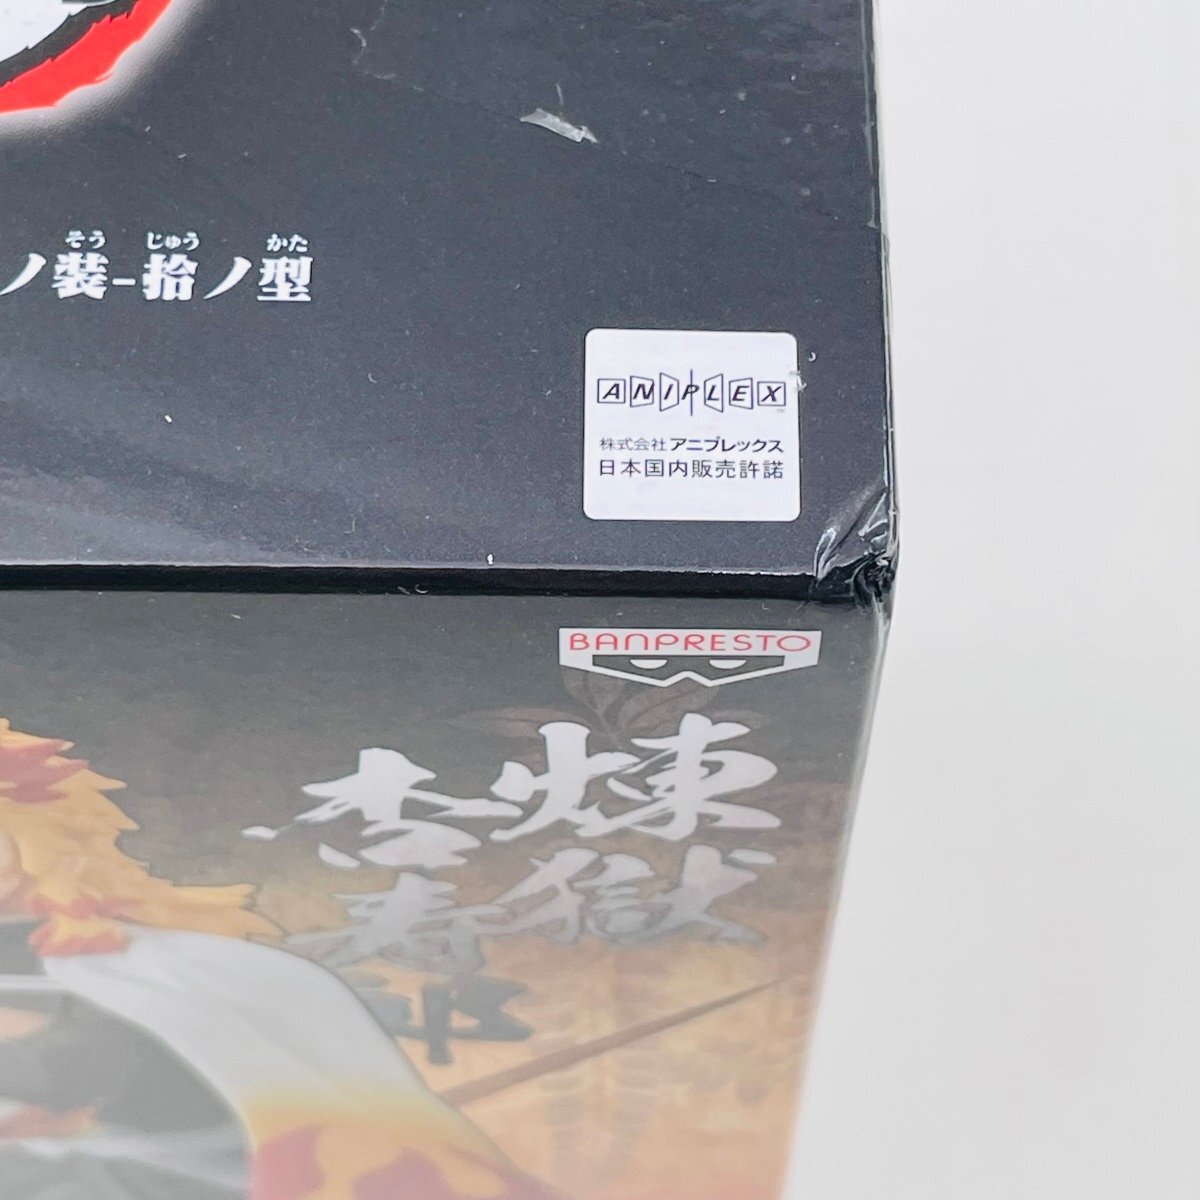 そう じゅう かた
ノ装-拾ノ型
ANIPLEX
株式会社アニプレックス
日本国内販売許諾
BANPRESTO
煉獄
杏寿郎